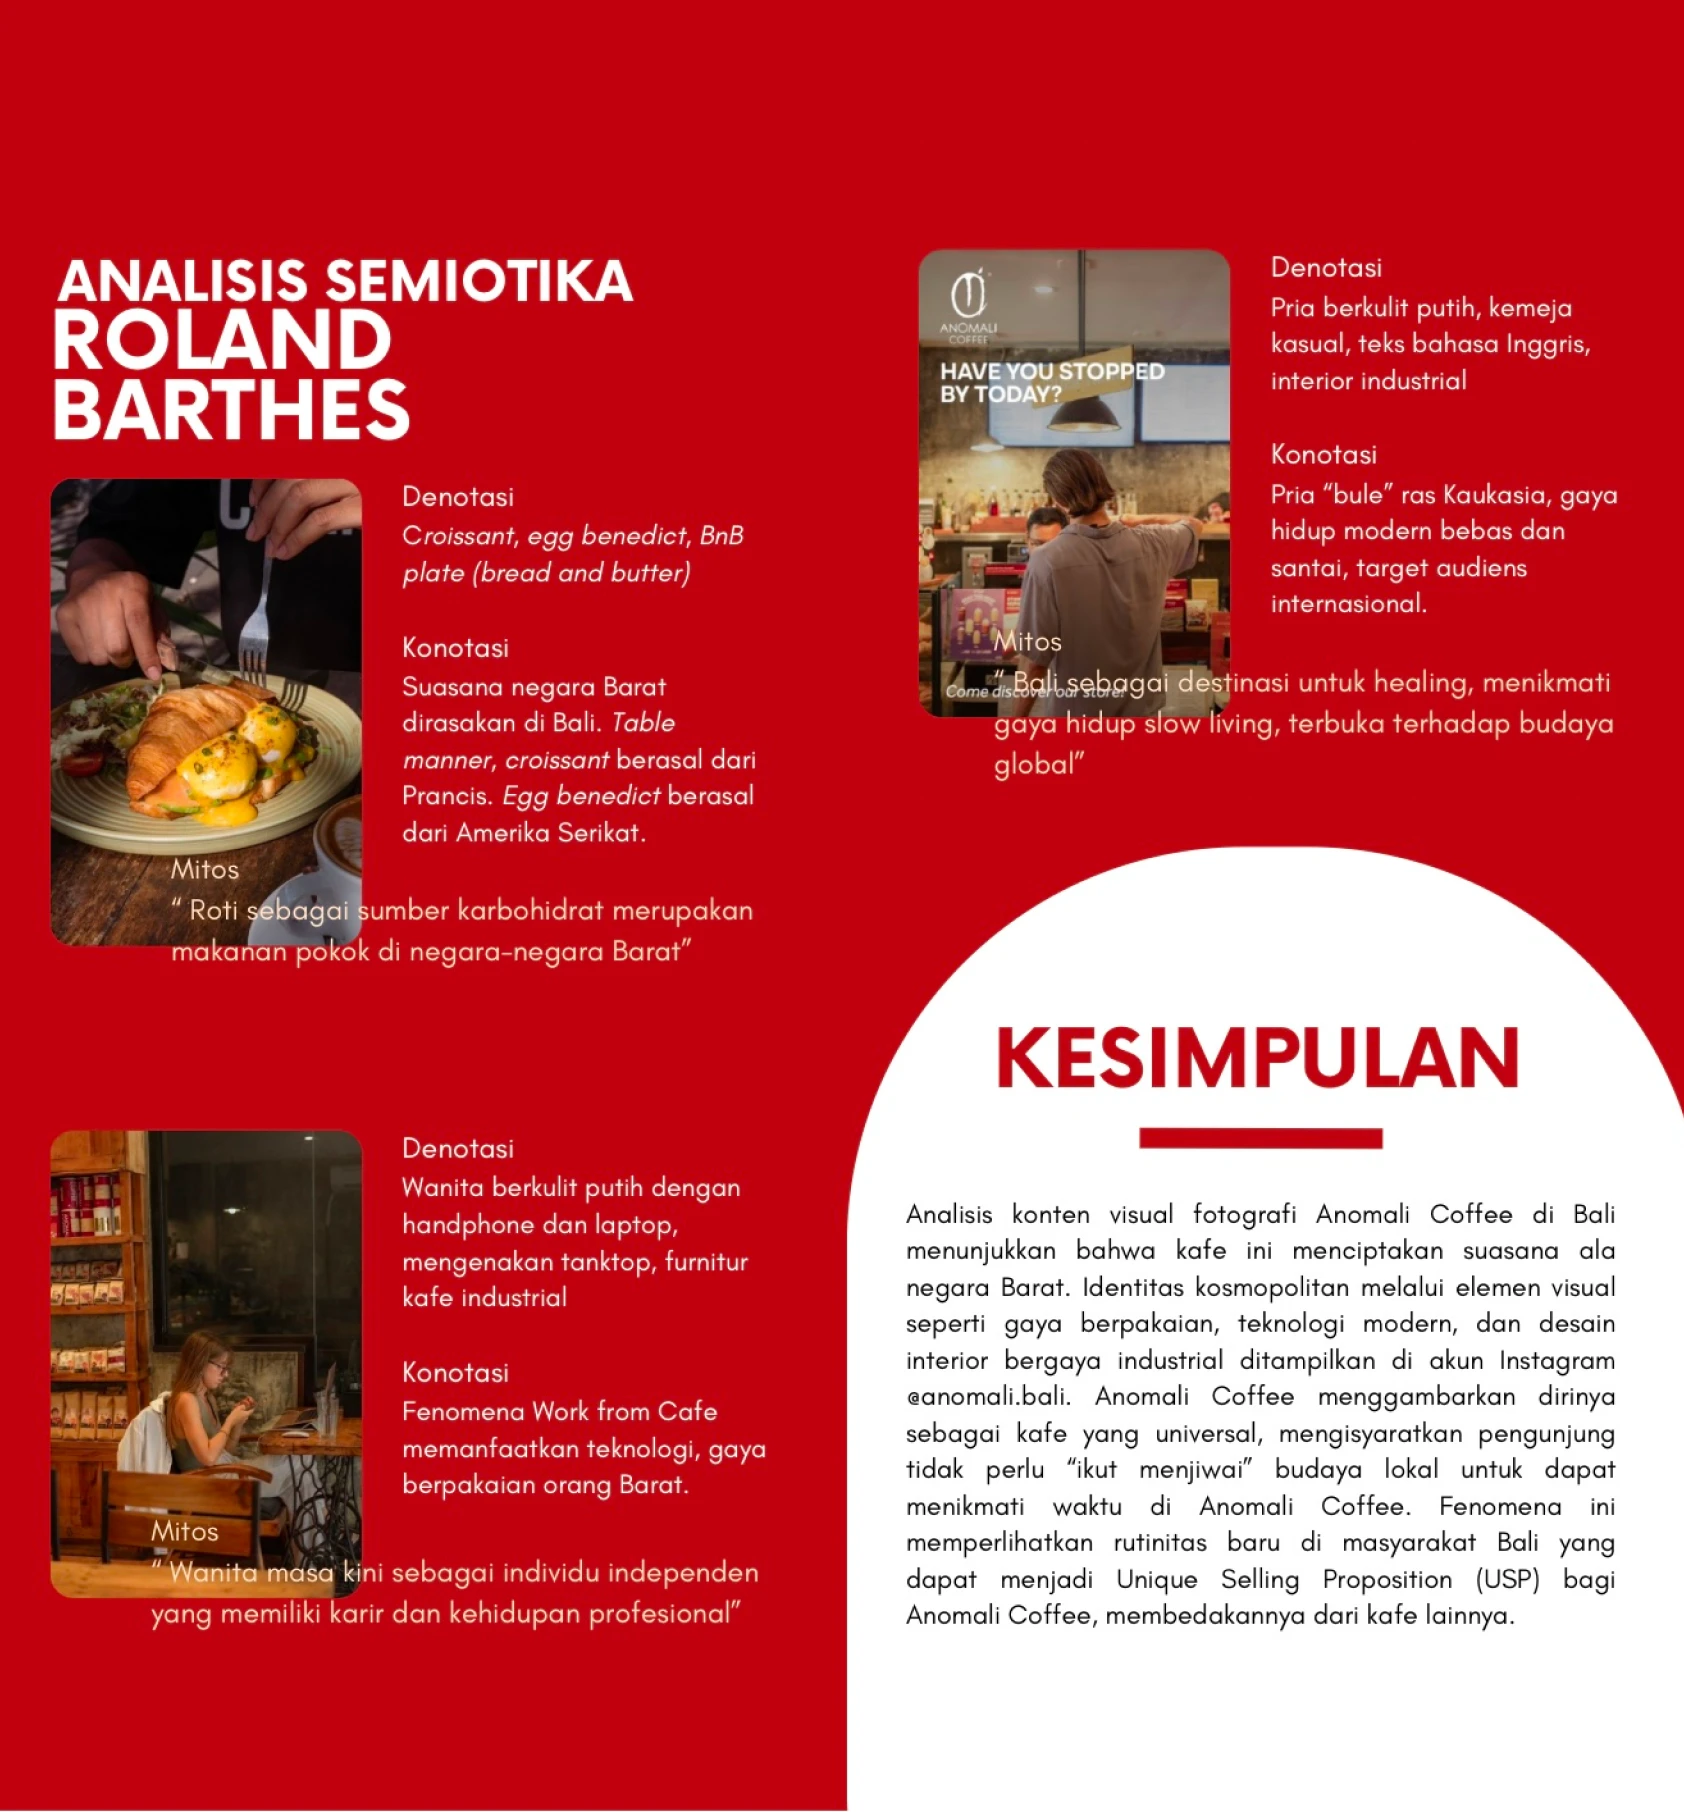 ANALISIS SEMIOTIKA
ROLAND
BARTHES
Denotasi
Croissant, egg benedict, BnB
plate (bread and butter)
Konotasi
Suasana negara Barat
dirasakan di Bali. Table
manner, croissant berasal dari
Prancis. Egg benedict berasal
dari Amerika Serikat.
Mitos
“ Roti sebagai sumber karbohidrat merupakan
makanan pokok di negara-negara Barat”
Denotasi
Wanita berkulit putih dengan
handphone dan laptop,
mengenakan tanktop, furnitur
kafe industrial
Konotasi
Fenomena Work from Cafe
memanfaatkan teknologi, gaya
berpakaian orang Barat.
Mitos
“ Wanita masa kini sebagai individu independen
yang memiliki karir dan kehidupan profesional”
ANOMALI
COFFEE
HAVE YOU STOPPED
BY TODAY?
Come discover our store!
Denotasi
Pria berkulit putih, kemeja
kasual, teks bahasa Inggris,
interior industrial
Konotasi
Pria “bule” ras Kaukasia, gaya
hidup modern bebas dan
santai, target audiens
internasional.
Mitos
“ Bali sebagai destinasi untuk healing, menikmati
gaya hidup slow living, terbuka terhadap budaya
global”
KESIMPULAN
Analisis konten visual fotografi Anomali Coffee di Bali
menunjukkan bahwa kafe ini menciptakan suasana ala
negara Barat. Identitas kosmopolitan melalui elemen visual
seperti gaya berpakaian, teknologi modern, dan desain
interior bergaya industrial ditampilkan di akun Instagram
@anomali.bali. Anomali Coffee menggambarkan dirinya
sebagai kafe yang universal, mengisyaratkan pengunjung
tidak perlu “ikut menjiwai” budaya lokal untuk dapat
menikmati waktu di Anomali Coffee. Fenomena ini
memperlihatkan rutinitas baru di masyarakat Bali yang
dapat menjadi Unique Selling Proposition (USP) bagi
Anomali Coffee, membedakannya dari kafe lainnya.